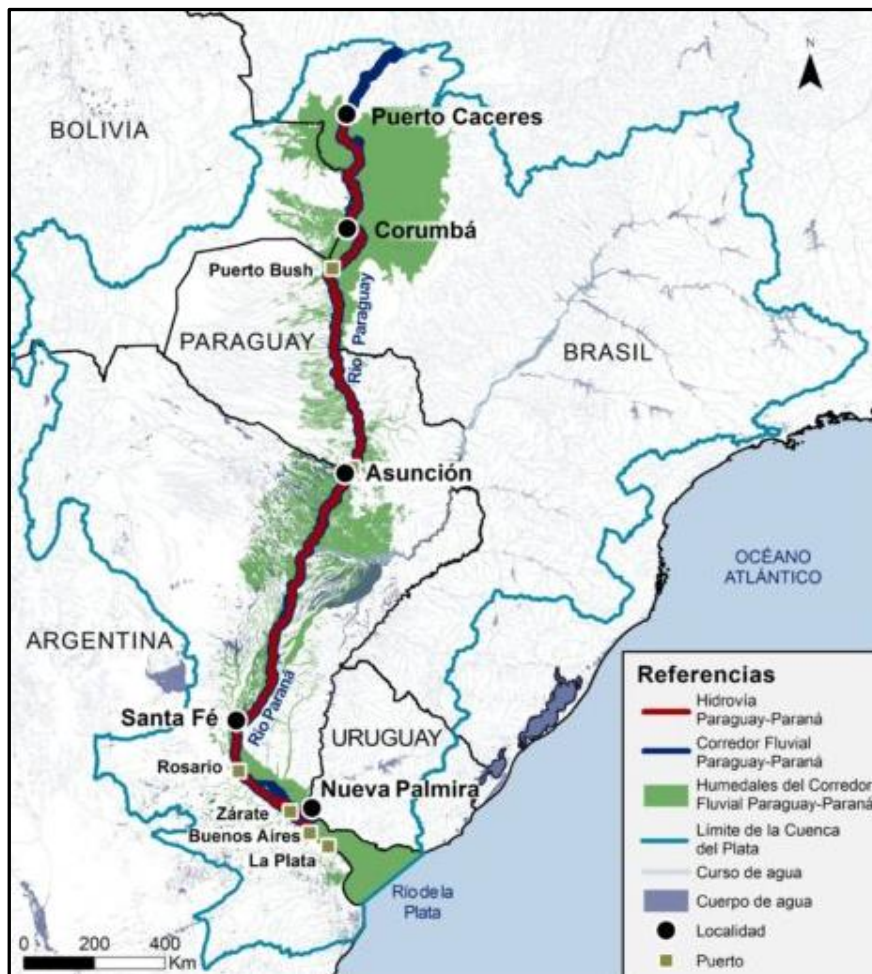 N
BOLIVIA
Puerto Caceres
Corumbá
Puerto Bush
Río Paraguay
PARAGUAY
BRASIL
Asunción
OCÉANO
ATLÁNTICO
ARGENTINA
Río Paraná
Santa Fé
URUGUAY
Rosario
Nueva Palmira
Zárate
Buenos Aires
La Plata
Río de la
Plata
0 200 400
Km
Referencias
Hidrovía
Paraguay-Paraná
Corredor Fluvial
Paraguay-Paraná
Humedales del Corredor
Fluvial Paraguay-Paraná
Límite de la Cuenca
del Plata
Curso de agua
Cuerpo de agua
Localidad
Puerto